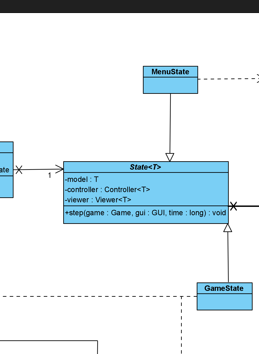 MenuState
State<T>
ate
1
-model : T
-controller : Controller<T>
-viewer : Viewer<T>
+step(game : Game, gui : GUI, time : long) : void
GameState